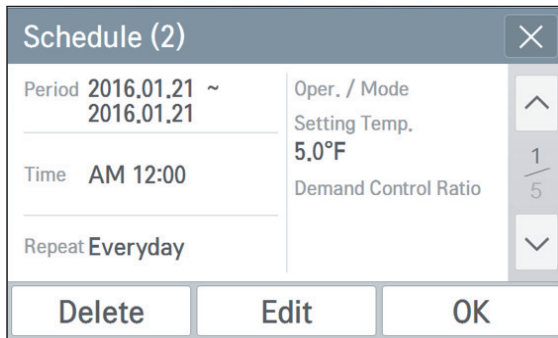 Schedule (2)
Period 2016.01.21 ~
2016.01.21
Time AM 12:00
Repeat Everyday
Oper. / Mode
Setting Temp.
5.0°F
Demand Control Ratio
1
5
Delete Edit OK